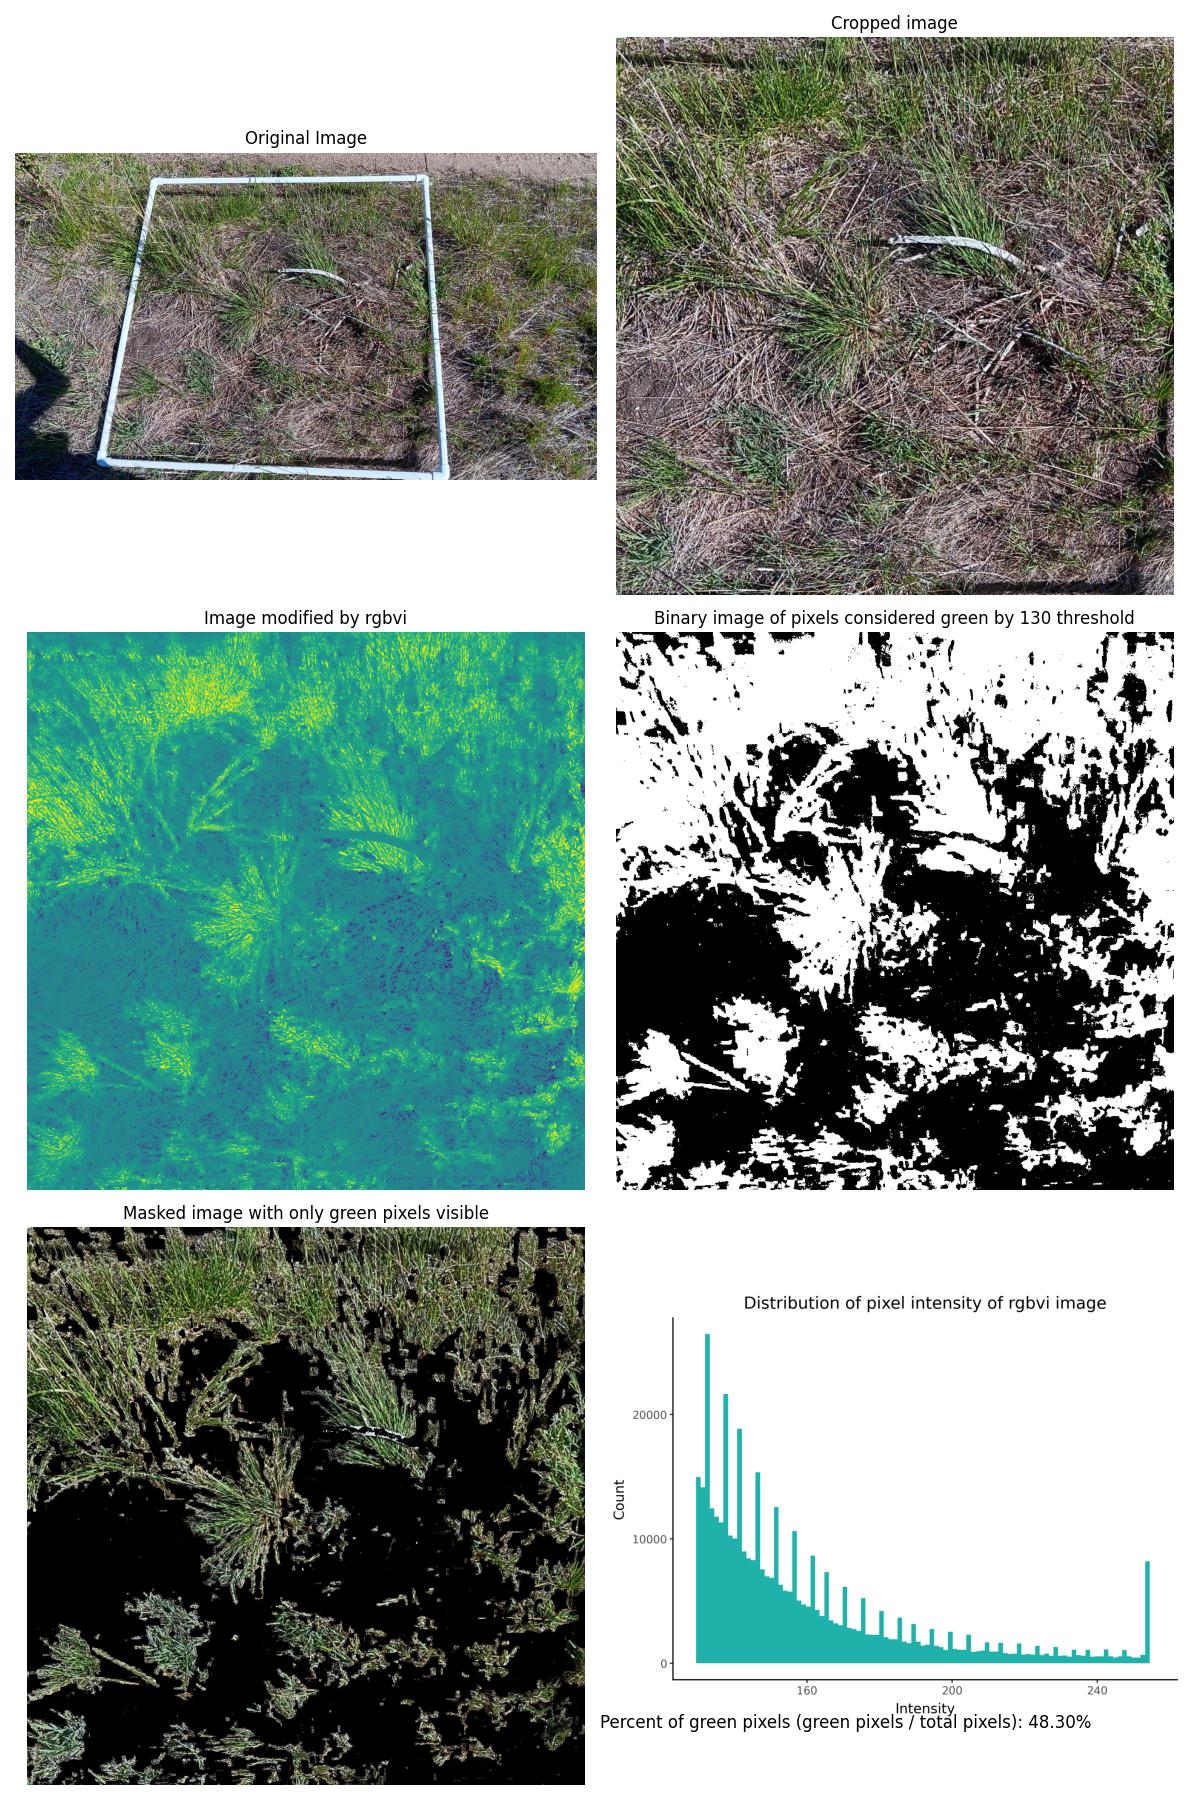 Cropped image
Original Image
Image modified by rgbvi
Binary image of pixels considered green by 130 threshold
Masked image with only green pixels visible
Distribution of pixel intensity of rgbvi image
Count
20000
10000
0
160
200
240
Intensity
Percent of green pixels (green pixels / total pixels): 48.30%